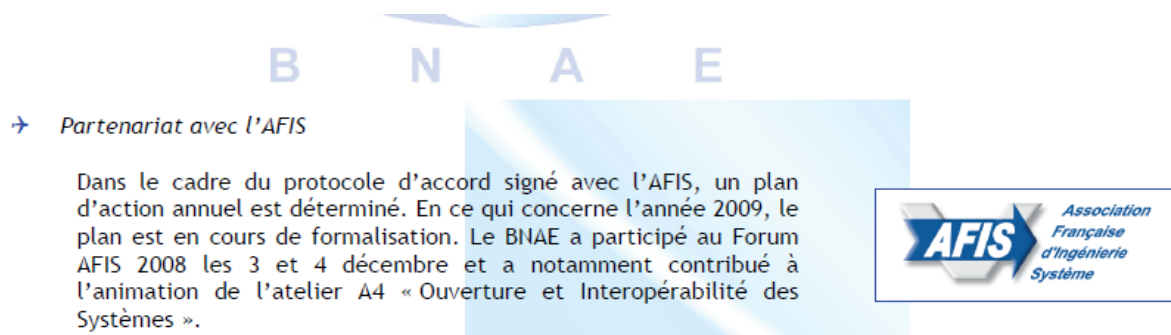 B N A E
Partenariat avec l’AFIS
Dans le cadre du protocole d’accord signé avec l’AFIS, un plan
d’action annuel est déterminé. En ce qui concerne l’année 2009, le
plan est en cours de formalisation. Le BNAE a participé au Forum
AFIS 2008 les 3 et 4 décembre et a notamment contribué à
l’animation de l’atelier A4 « Ouverture et Interopérabilité des
Systèmes ».
AFIS
Association
Française
d'Ingénierie
Système